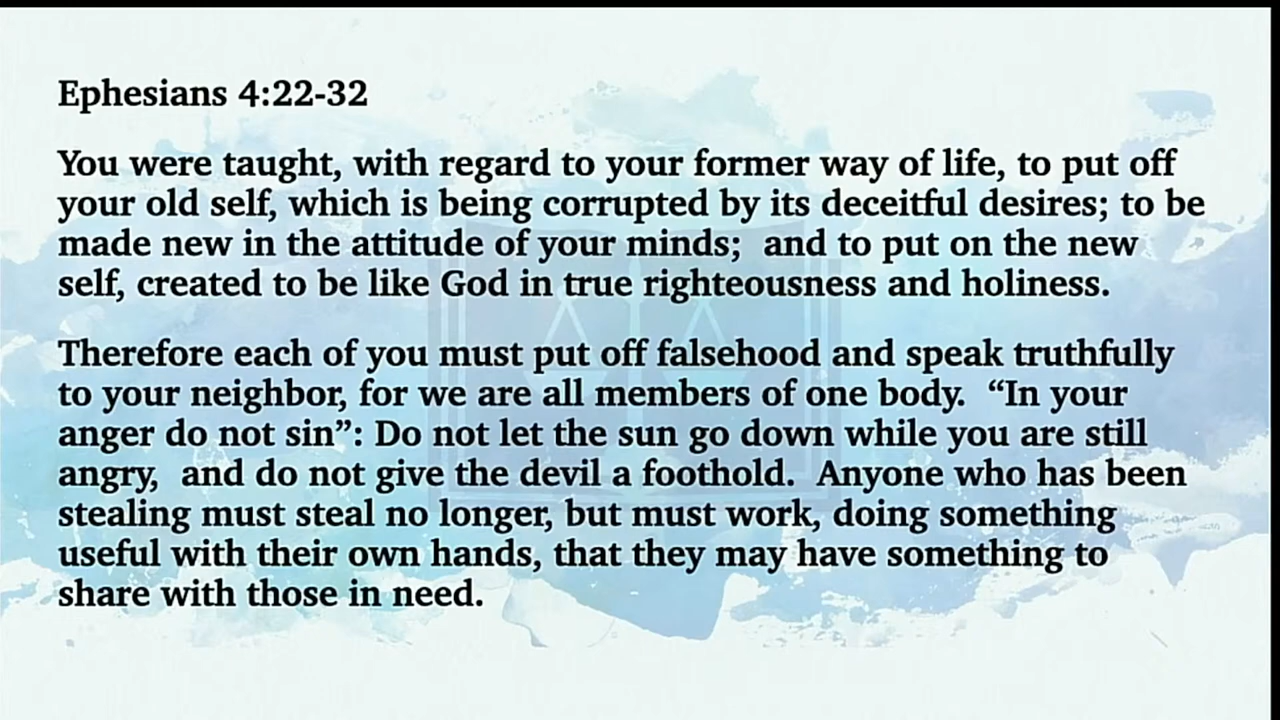 Ephesians 4:22-32
You were taught, with regard to your former way of life, to put off
your old self, which is being corrupted by its deceitful desires; to be
made new in the attitude of your minds;  and to put on the new
self, created to be like God in true righteousness and holiness.
Therefore each of you must put off falsehood and speak truthfully
to your neighbor, for we are all members of one body.  “In your
anger do not sin”: Do not let the sun go down while you are still
angry,  and do not give the devil a foothold.  Anyone who has been
stealing must steal no longer, but must work, doing something
useful with their own hands, that they may have something to
share with those in need.